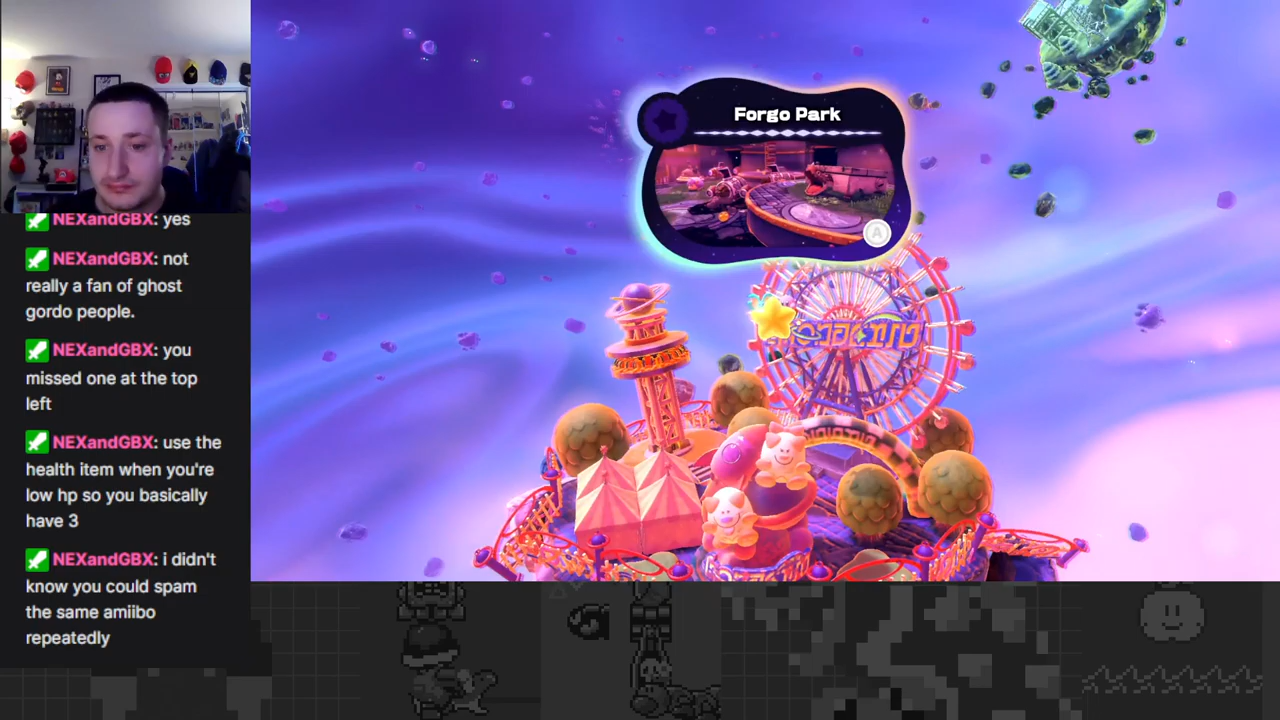 Forgo Park
A
NEXandGBX: yes
NEXandGBX: not
really a fan of ghost
gordo people.
NEXandGBX: you
missed one at the top
left
NEXandGBX: use the
health item when you're
low hp so you basically
have 3
NEXandGBX: i didn't
know you could spam
the same amiibo
repeatedly